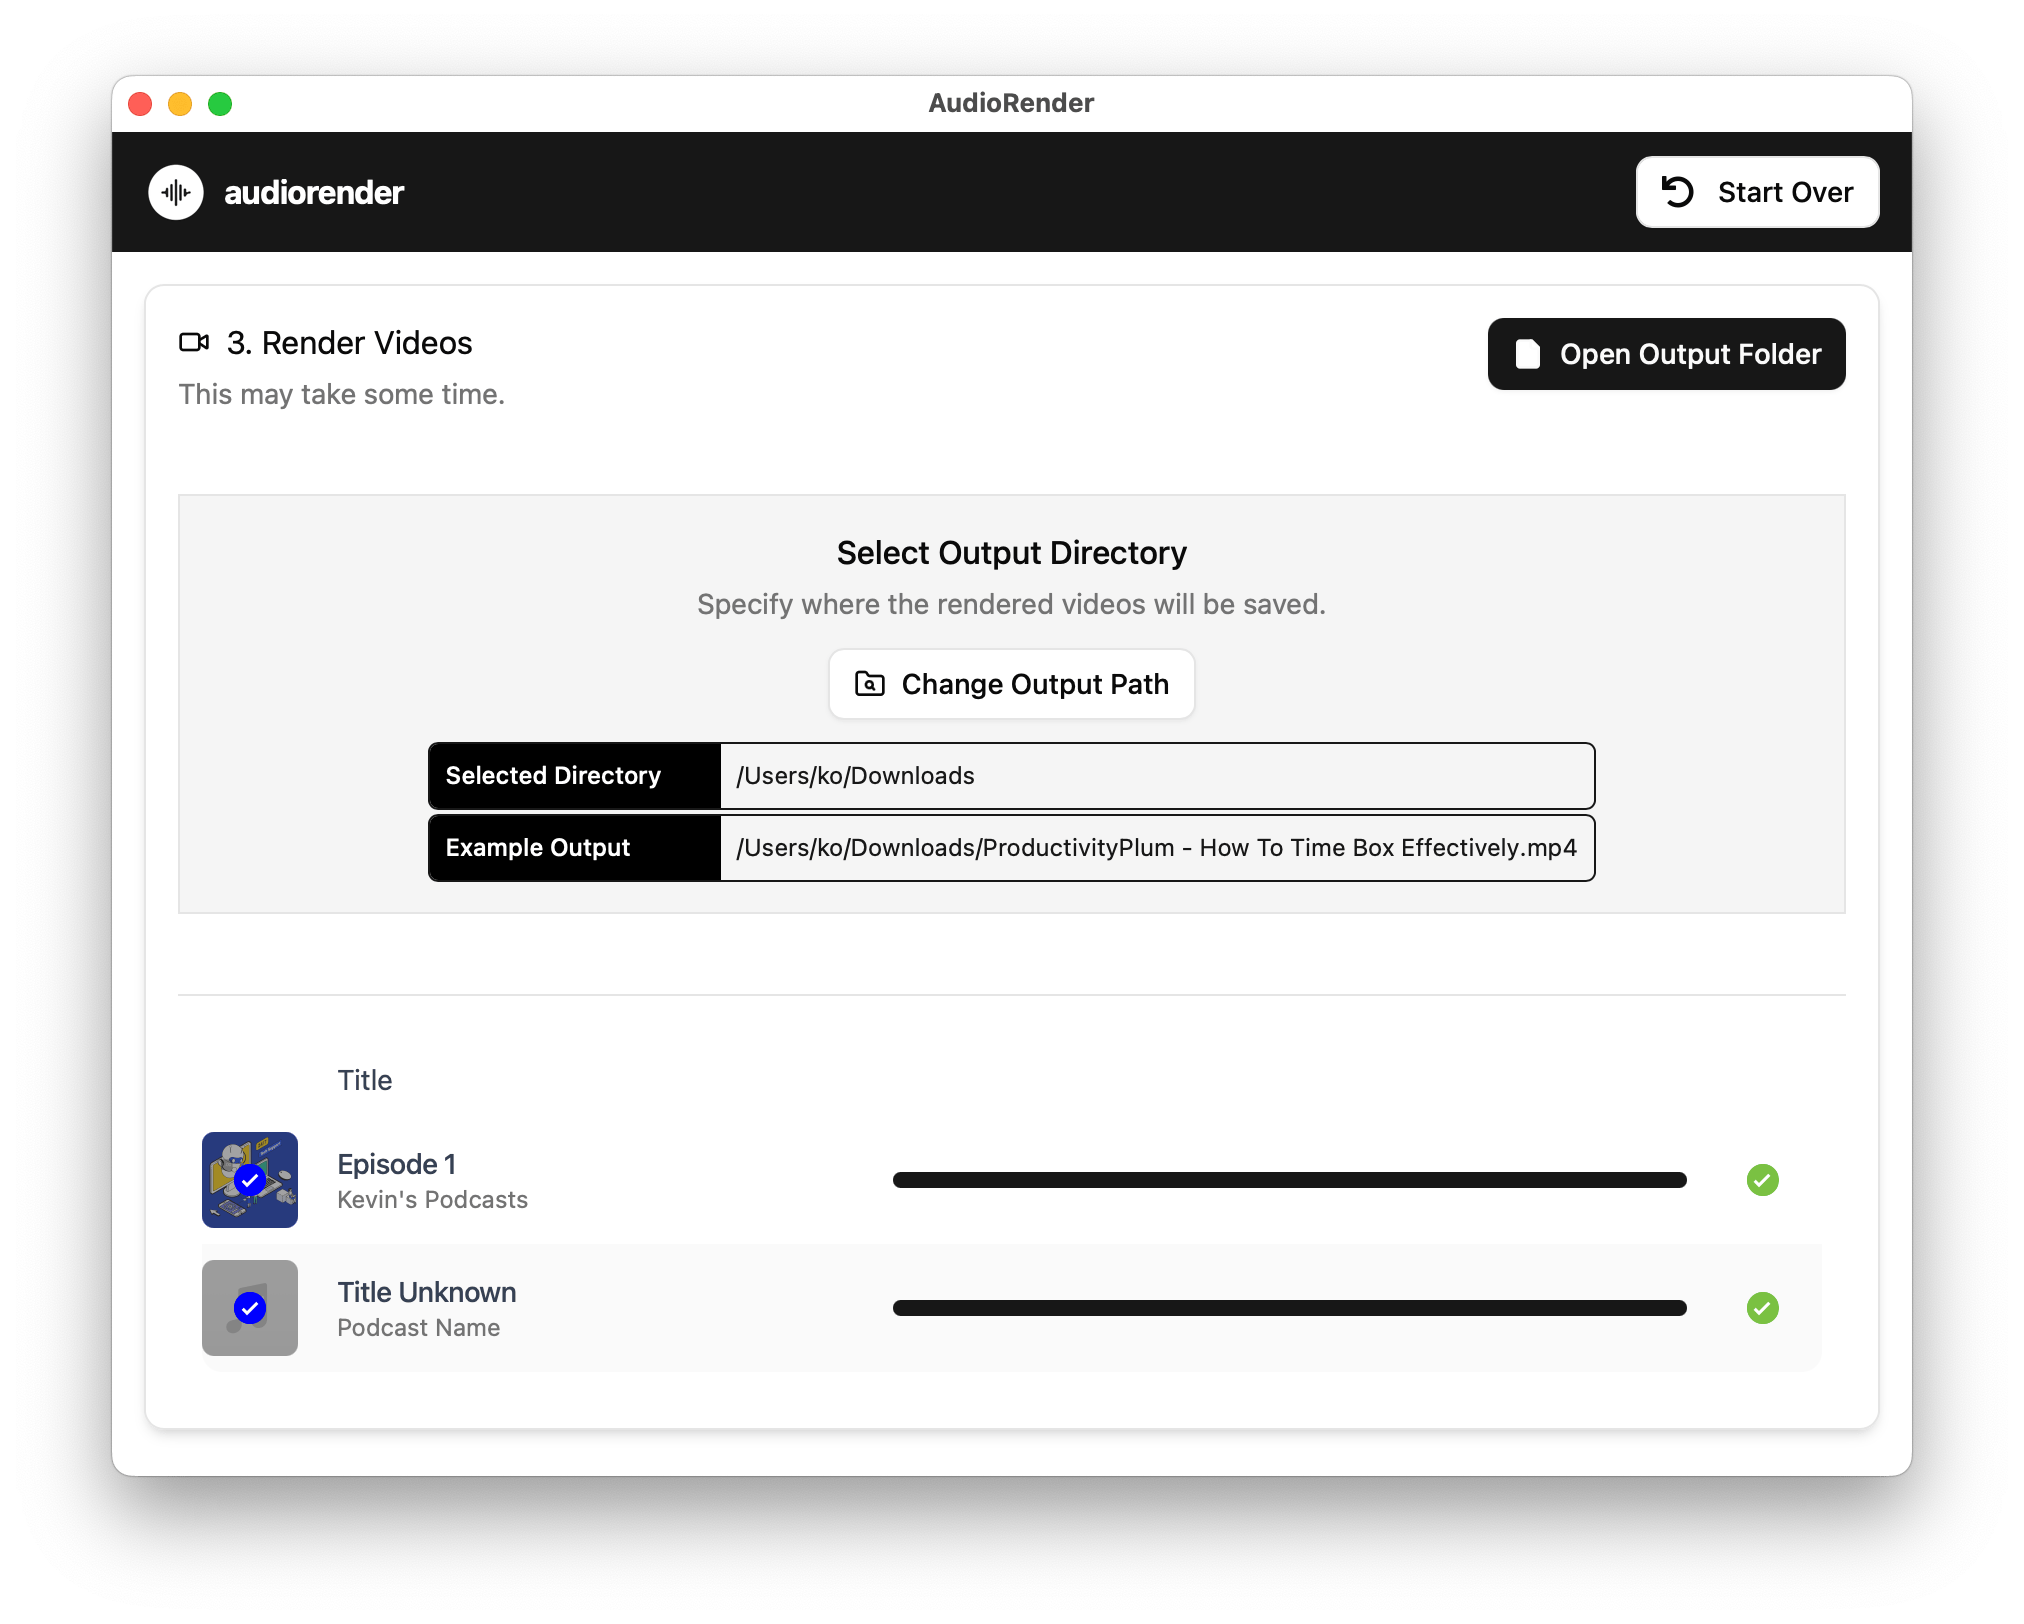 AudioRender
audiorender
Start Over
3. Render Videos
Open Output Folder
This may take some time.
Select Output Directory
Specify where the rendered videos will be saved.
Change Output Path
Selected Directory /Users/ko/Downloads
Example Output /Users/ko/Downloads/ProductivityPlum - How To Time Box Effectively.mp4
Title
Episode 1
Kevin's Podcasts
Title Unknown
Podcast Name